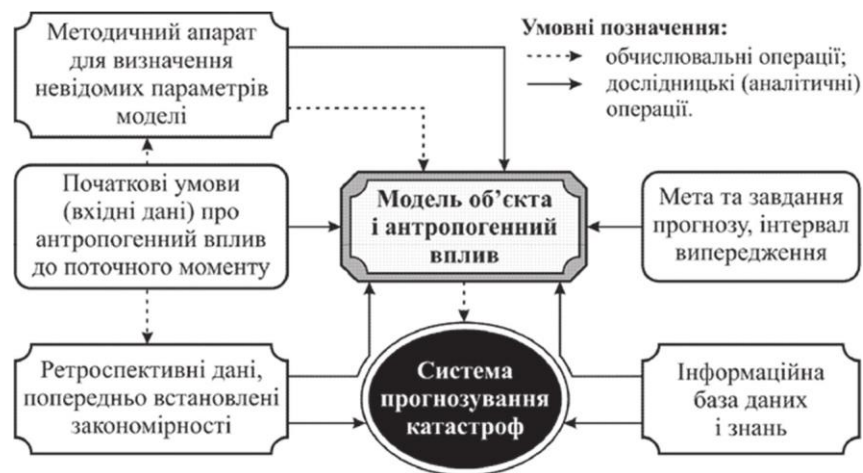 Методичний апарат
для визначення
невідомих параметрів
моделі
Умовні позначення:
обчислювальні операції;
дослідницькі (аналітичні)
операції.
Початкові умови
(вхідні дані) про
антропогенний вплив
до поточного моменту
Модель об’єкта
і антропогенний
вплив
Мета та завдання
прогнозу, інтервал
випередження
Ретроспективні дані,
попередньо встановлені
закономірності
Система
прогнозування
катастроф
Інформаційна
база даних
і знань